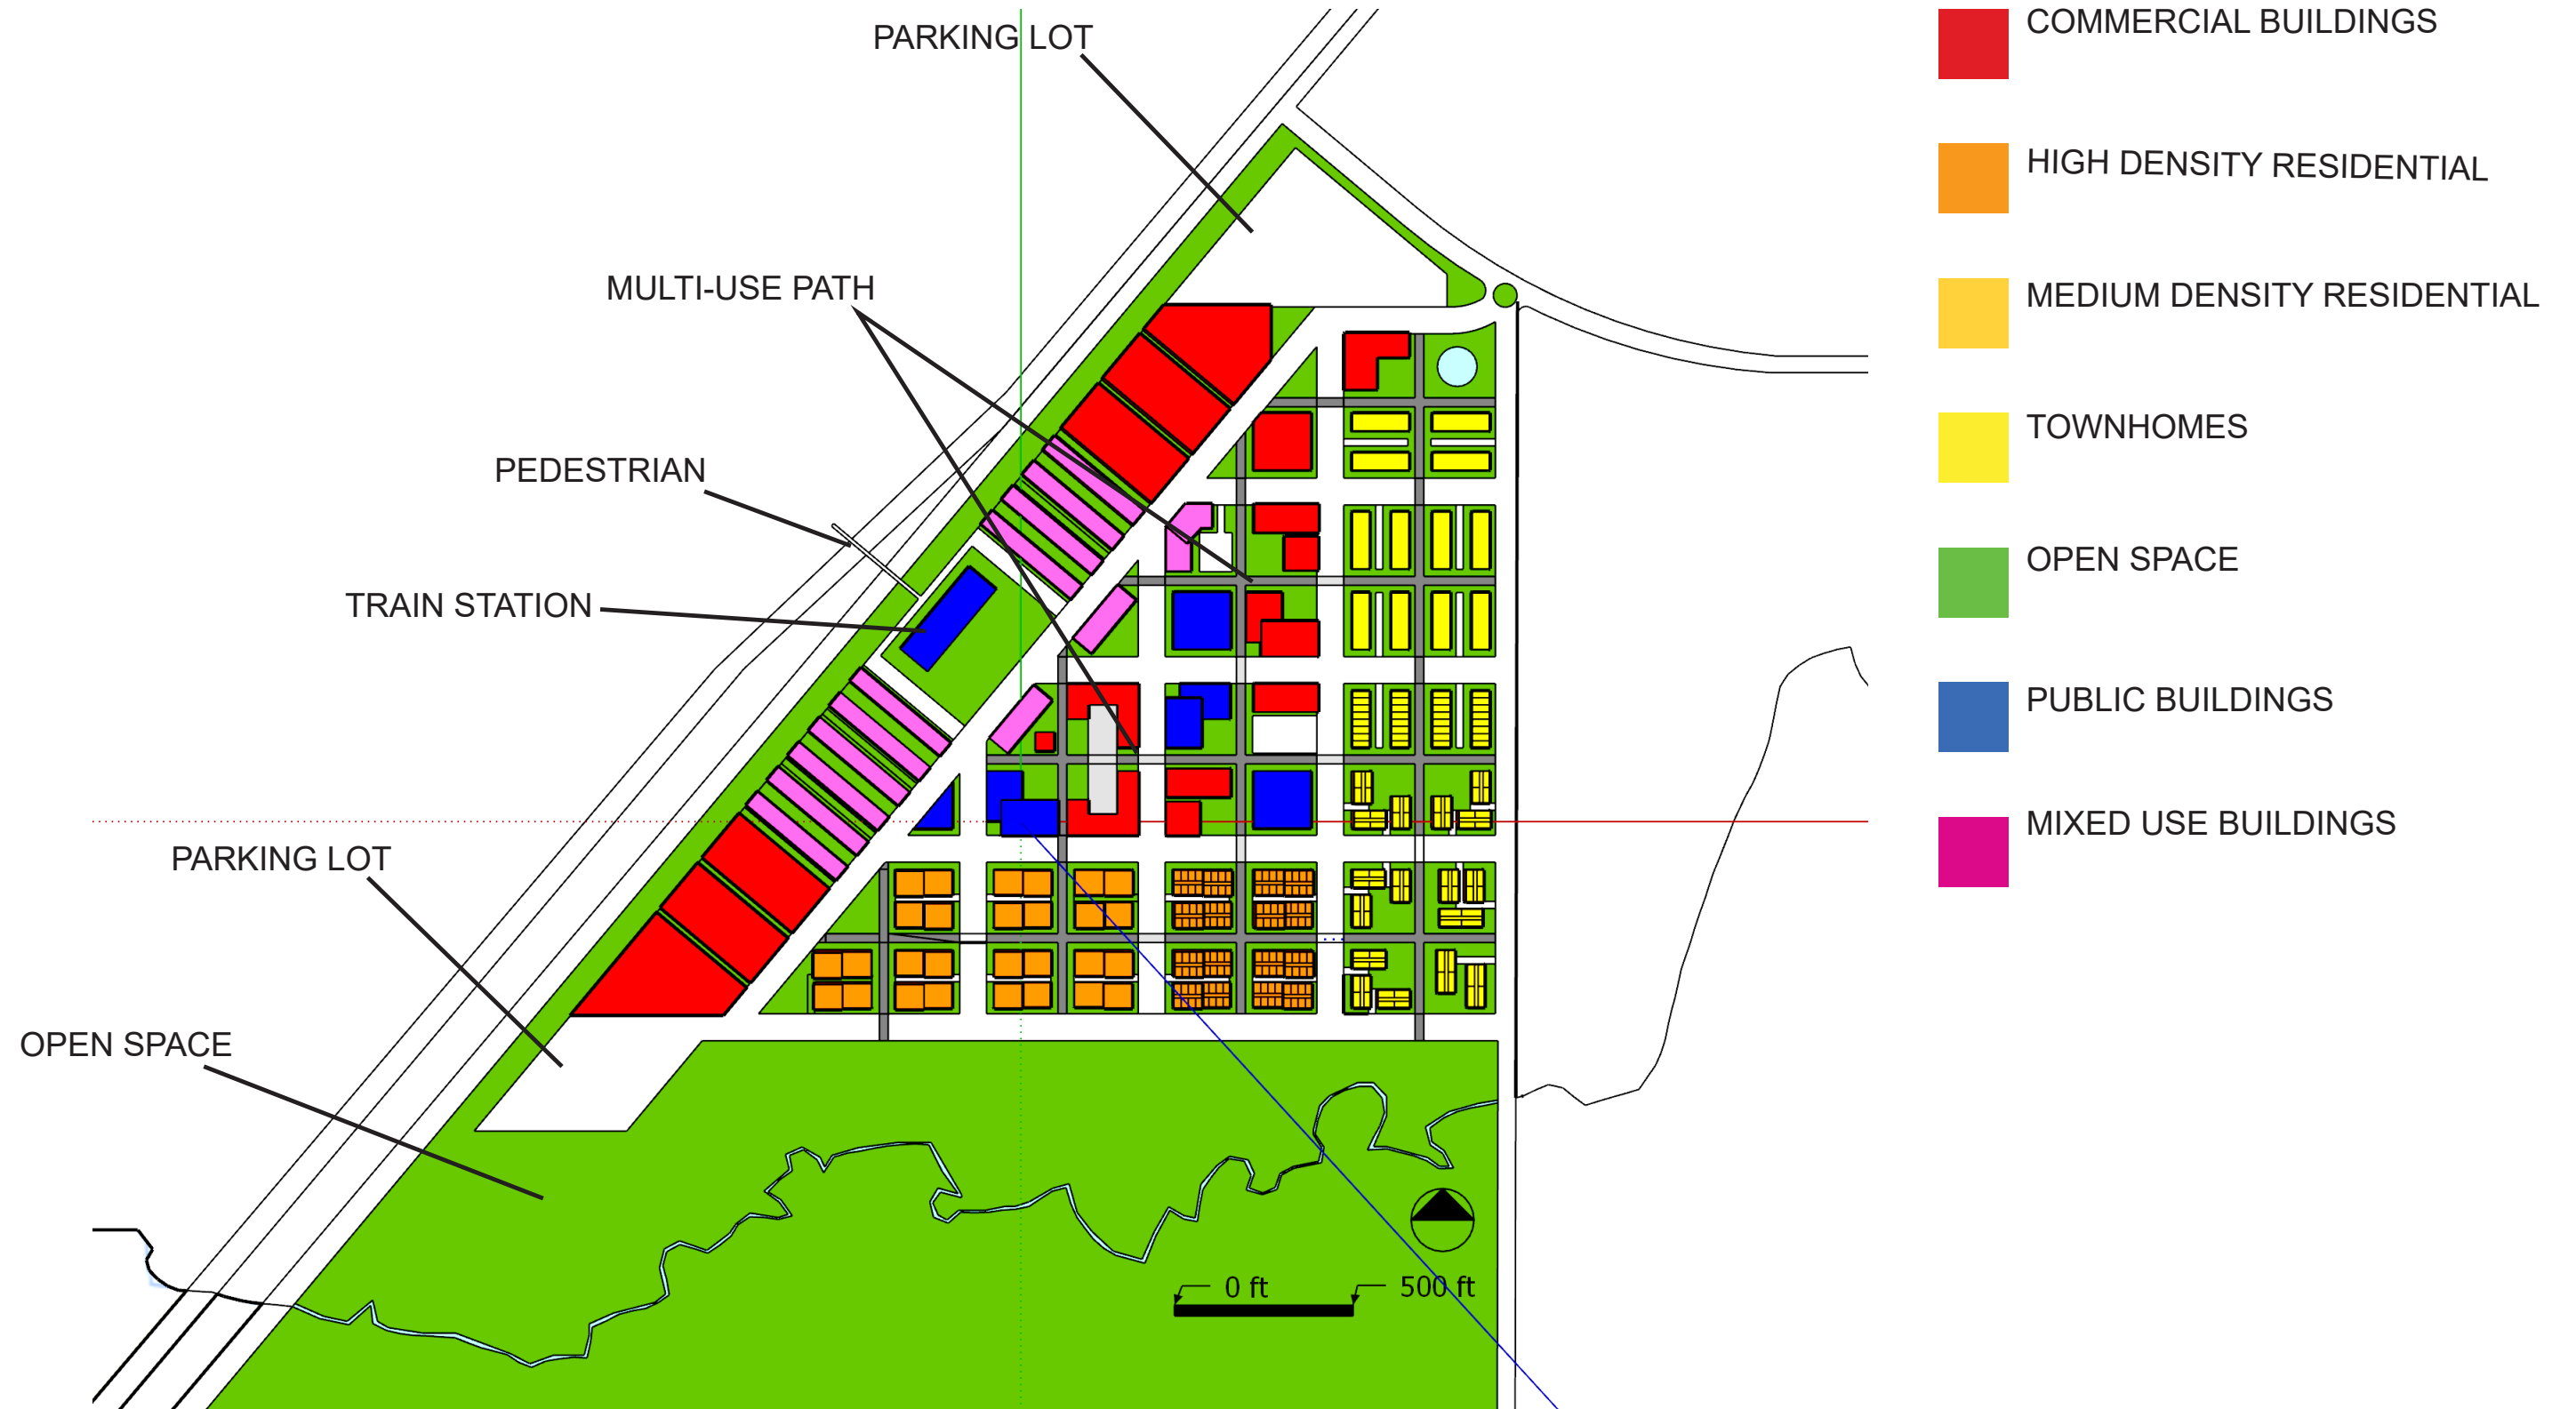 PARKING LOT
MULTI-USE PATH
PEDESTRIAN
TRAIN STATION
PARKING LOT
OPEN SPACE
0 ft
500 ft
COMMERCIAL BUILDINGS
HIGH DENSITY RESIDENTIAL
MEDIUM DENSITY RESIDENTIAL
TOWNHOMES
OPEN SPACE
PUBLIC BUILDINGS
MIXED USE BUILDINGS